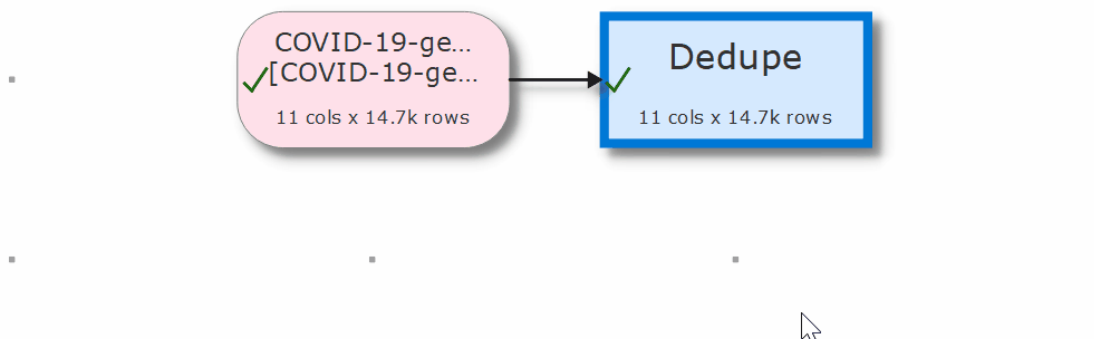 COVID-19-ge...
[COVID-19-ge...
11 cols x 14.7k rows
Dedupe
11 cols x 14.7k rows